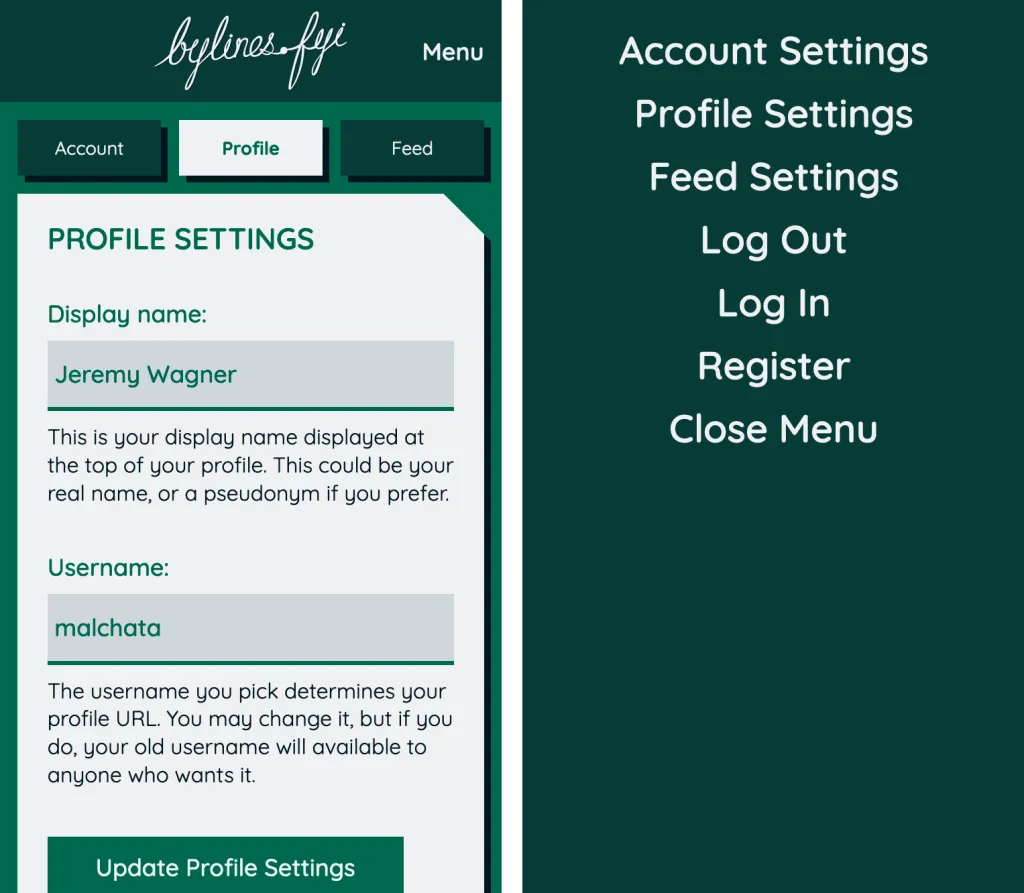 bylines.fyi
Menu
Account
Profile
Feed
PROFILE SETTINGS
Display name:
Jeremy Wagner
This is your display name displayed at
the top of your profile. This could be your
real name, or a pseudonym if you prefer.
Username:
malchata
The username you pick determines your
profile URL. You may change it, but if you
do, your old username will available to
anyone who wants it.
Update Profile Settings
Account Settings
Profile Settings
Feed Settings
Log Out
Log In
Register
Close Menu